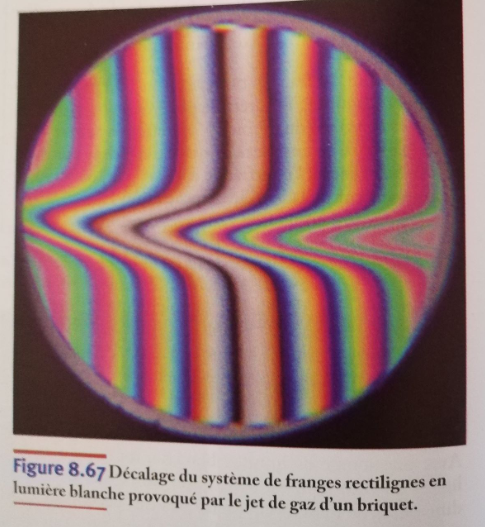 Figure 8.67 Décalage du système de franges rectilignes en
lumière blanche provoqué par le jet de gaz d'un briquet.